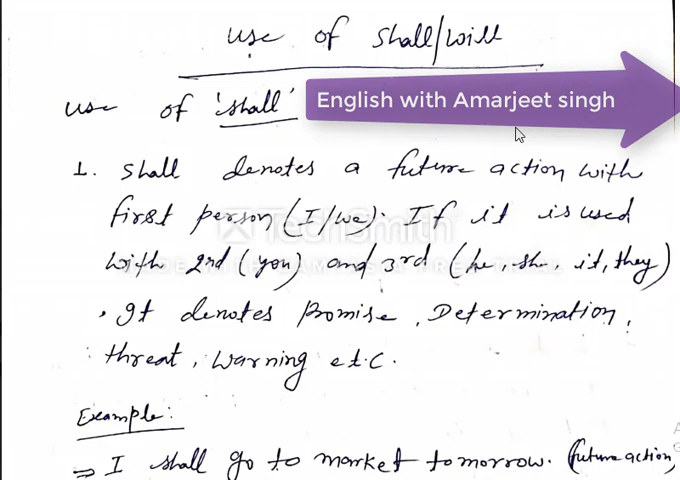 use of shall/will
English with Amarjeet singh
use of 'shall'
1. Shall denotes a future action with
first person (I/we). If it is used
TechSmith
with 2nd (you) and 3rd (he, she, it, they)
. It denotes promise, Determination,
threat, warning etc.
Example:
⇒ I shall go to market tomorrow. (future action,